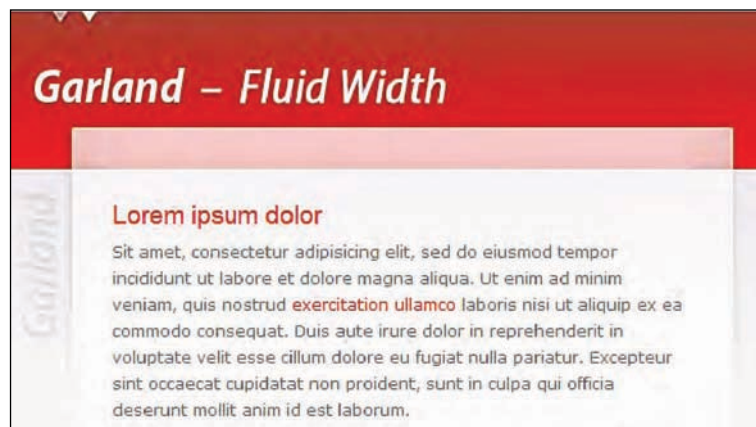 Garland – Fluid Width
Garland
Lorem ipsum dolor
Sit amet, consectetur adipisicing elit, sed do eiusmod tempor
incididunt ut labore et dolore magna aliqua. Ut enim ad minim
veniam, quis nostrud exercitation ullamco laboris nisi ut aliquip ex ea
commodo consequat. Duis aute irure dolor in reprehenderit in
voluptate velit esse cillum dolore eu fugiat nulla pariatur. Excepteur
sint occaecat cupidatat non proident, sunt in culpa qui officia
deserunt mollit anim id est laborum.